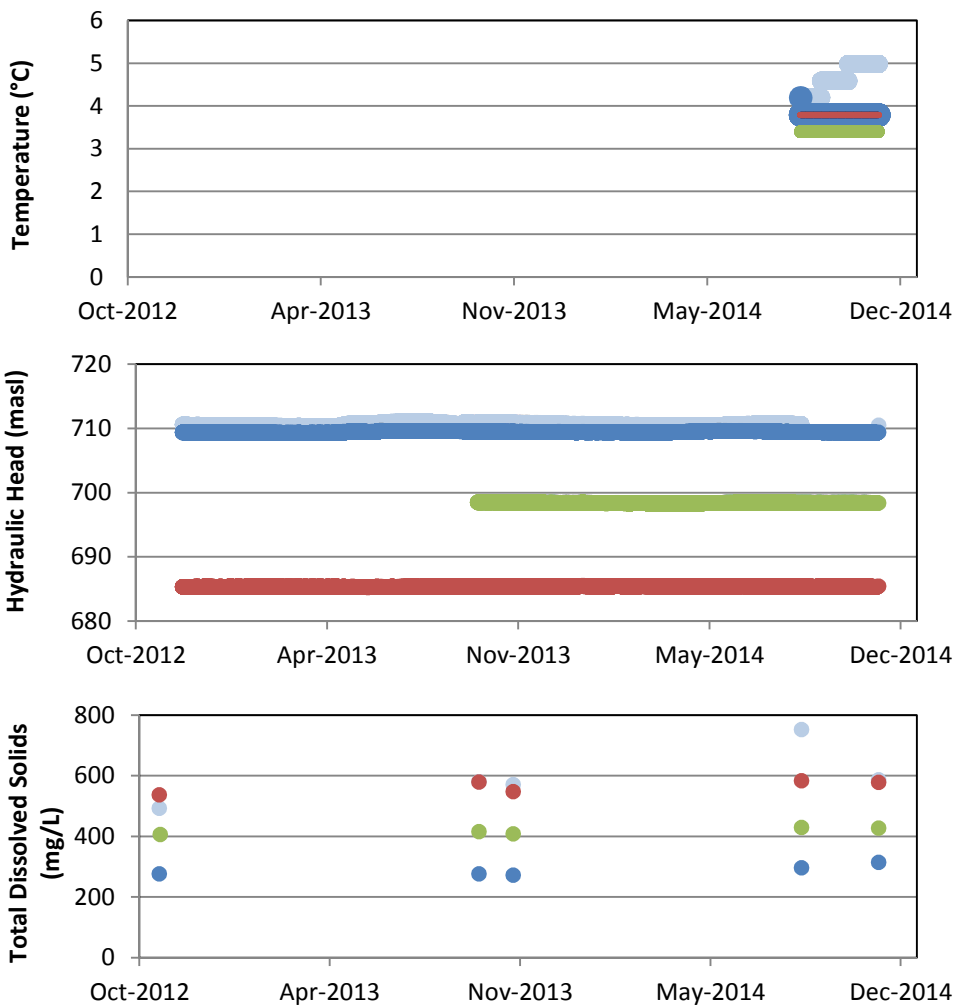 Temperature (°C)
6
5
4
3
2
1
0
Oct-2012 Apr-2013 Nov-2013 May-2014 Dec-2014
Hydraulic Head (masl)
720
710
700
690
680
Oct-2012 Apr-2013 Nov-2013 May-2014 Dec-2014
Total Dissolved Solids
(mg/L)
800
600
400
200
0
Oct-2012 Apr-2013 Nov-2013 May-2014 Dec-2014